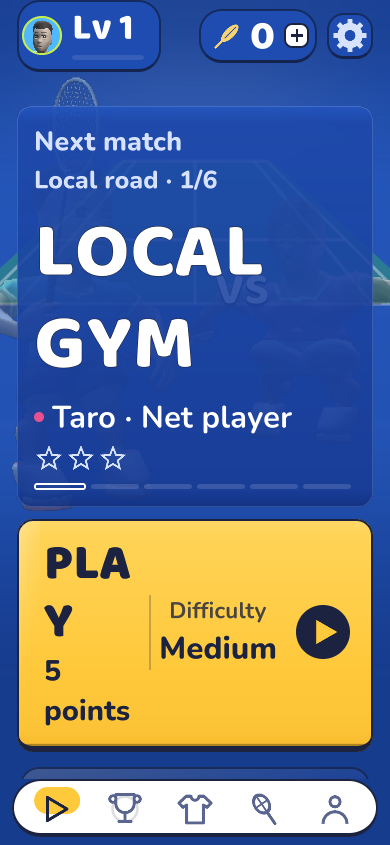 Lv 1
0
Next match
Local road · 1/6
LOCAL
VS
GYM
Taro · Net player
PLA
Y
5
points
Difficulty
Medium